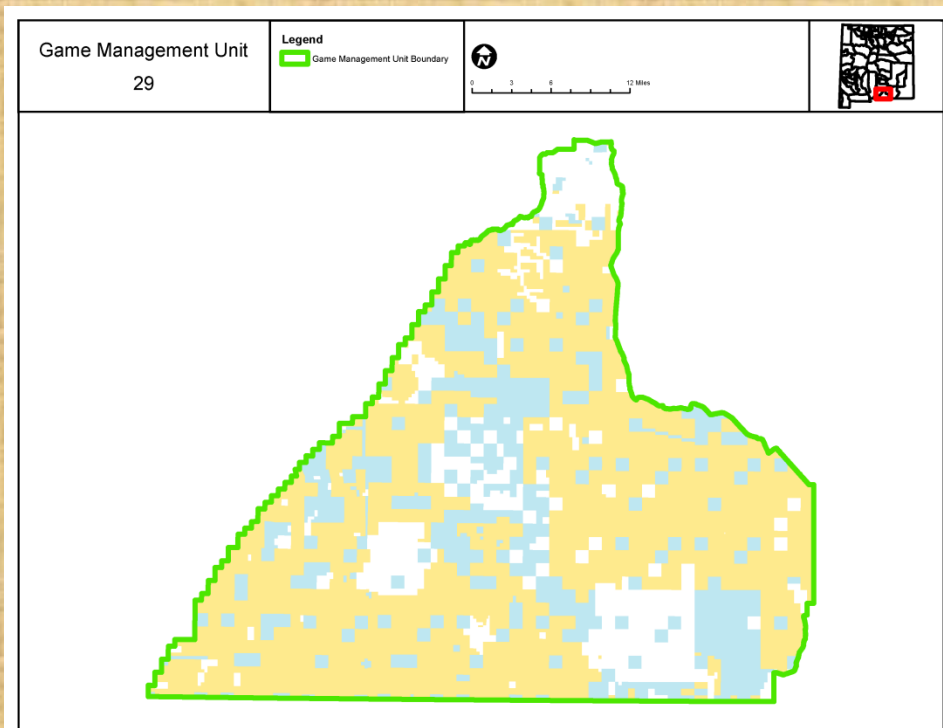 Game Management Unit
29
Legend
Game Management Unit Boundary
N
0 3 6 12 Miles